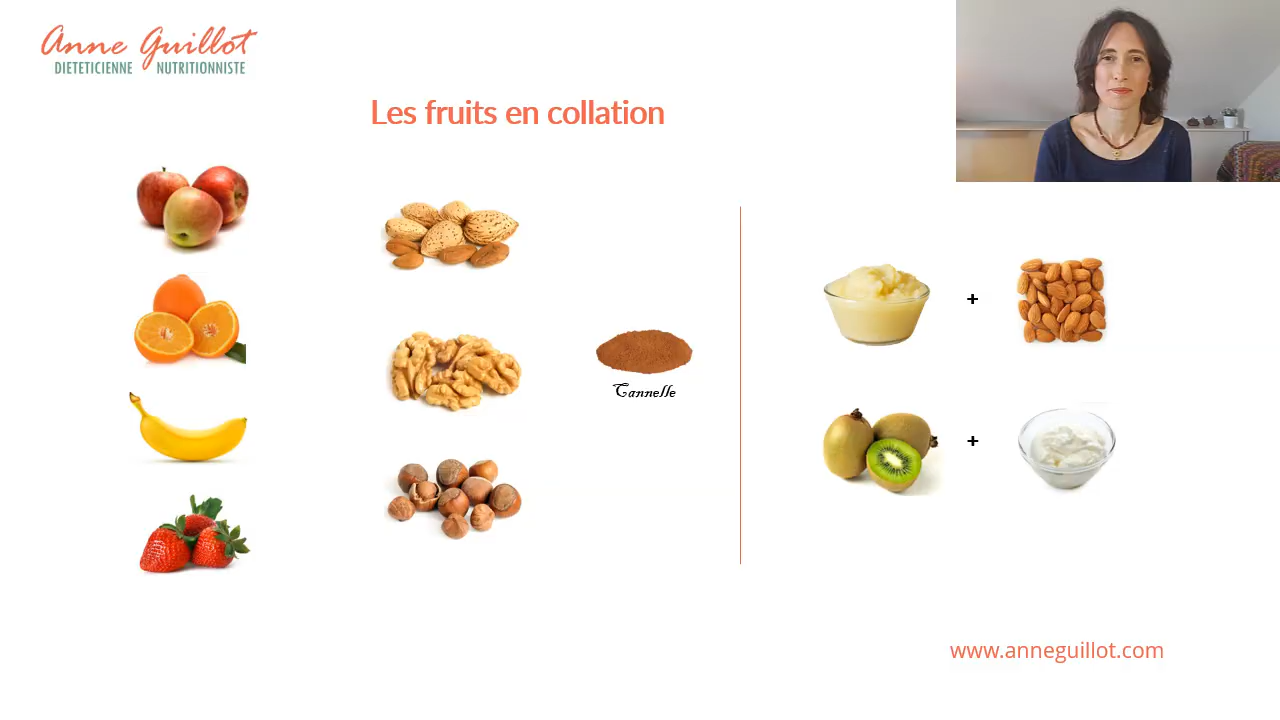 Anne Guillot
DIETETICIENNE NUTRITIONNISTE
Les fruits en collation
+
Cannelle
+
www.anneguillot.com